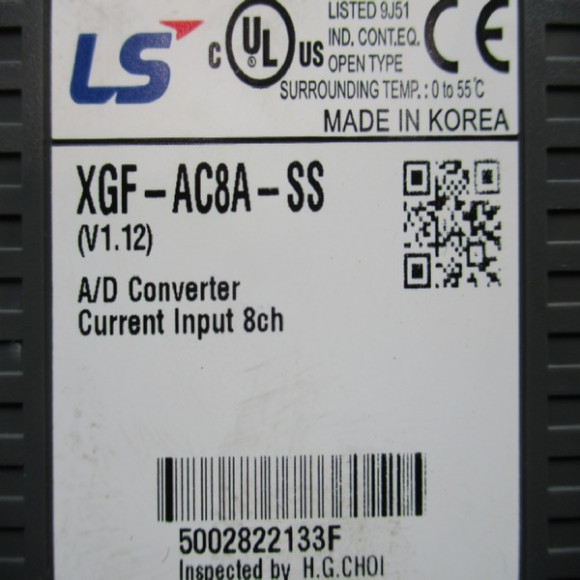 LS
c UL ® US
LISTED 9J51
IND. CONT.EQ.
OPEN TYPE
CE
SURROUNDING TEMP. : 0 to 55℃
MADE IN KOREA
XGF-AC8A-SS
(V1.12)
A/D Converter
Current Input 8ch
5002822133F
Inspected by H.G.CHOI